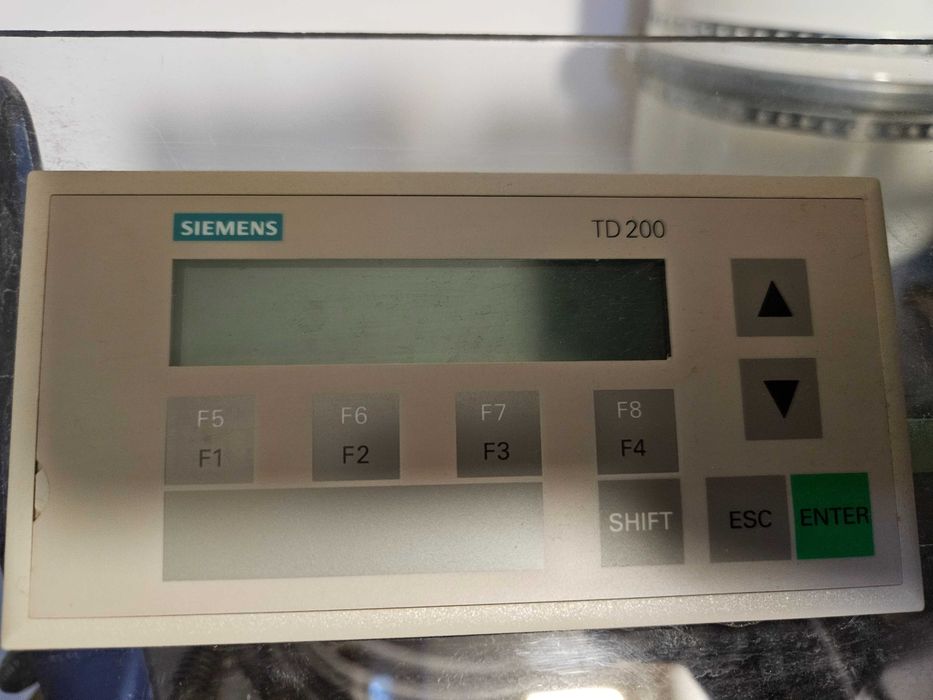 SIEMENS TD 200
F5 F6 F7 F8
F1 F2 F3 F4
SHIFT ESC ENTER